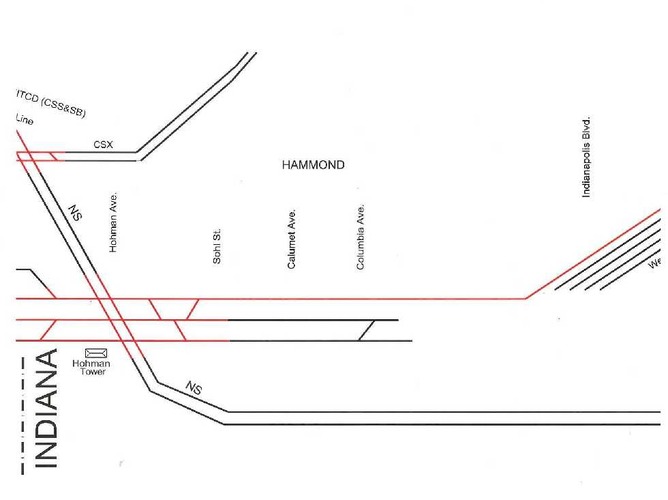 ITCD (CSS&SB)
Line
CSX
HAMMOND
Indianapolis Blvd.
NS
Hohman Ave.
Sohl St.
Calumet Ave.
Columbia Ave.
Hohman
Tower
INDIANA
NS